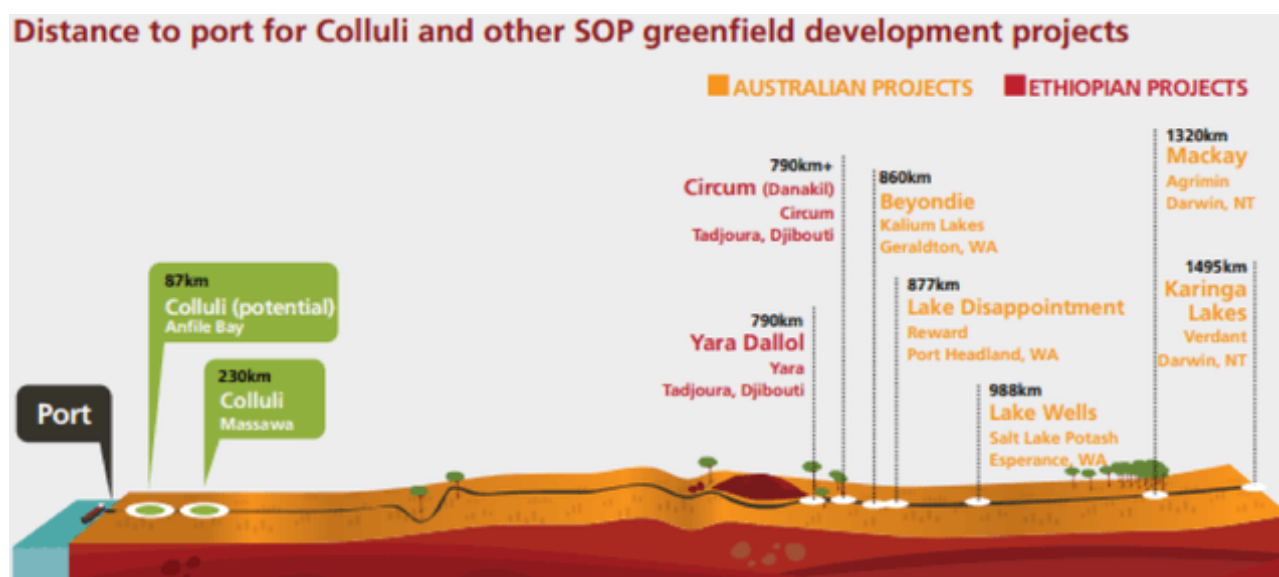 Distance to port for Colluli and other SOP greenfield development projects
AUSTRALIAN PROJECTS
ETHIOPIAN PROJECTS
87km
Colluli (potential)
Anfile Bay
230km
Colluli
Massawa
Port
790km
Yara Dallol
Yara
Tadjoura, Djibouti
790km+
Circum (Danakil)
Circum
Tadjoura, Djibouti
860km
Beyondie
Kalium Lakes
Geraldton, WA
877km
Lake Disappointment
Reward
Port Headland, WA
988km
Lake Wells
Salt Lake Potash
Esperance, WA
1320km
Mackay
Agrimin
Darwin, NT
1495km
Karinga
Lakes
Verdant
Darwin, NT